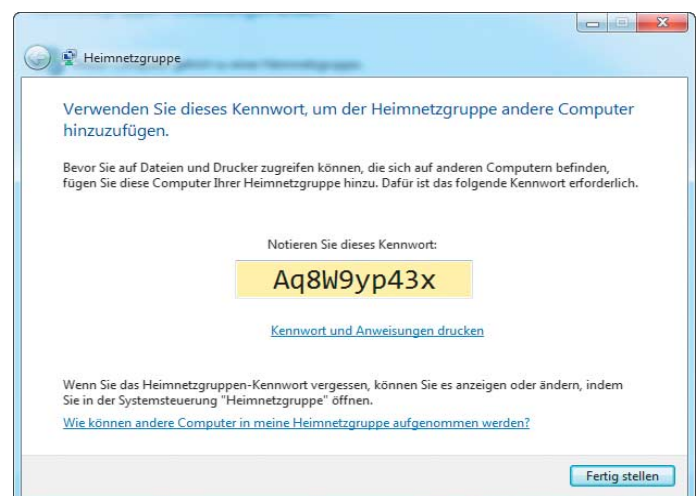 Heimnetzgruppe
Verwenden Sie dieses Kennwort, um der Heimnetzgruppe andere Computer
hinzuzufügen.
Bevor Sie auf Dateien und Drucker zugreifen können, die sich auf anderen Computern befinden,
fügen Sie diese Computer Ihrer Heimnetzgruppe hinzu. Dafür ist das folgende Kennwort erforderlich.
Notieren Sie dieses Kennwort:
Aq8W9yp43x
Kennwort und Anweisungen drucken
Wenn Sie das Heimnetzgruppen-Kennwort vergessen, können Sie es anzeigen oder ändern, indem
Sie in der Systemsteuerung "Heimnetzgruppe" öffnen.
Wie können andere Computer in meine Heimnetzgruppe aufgenommen werden?
Fertig stellen